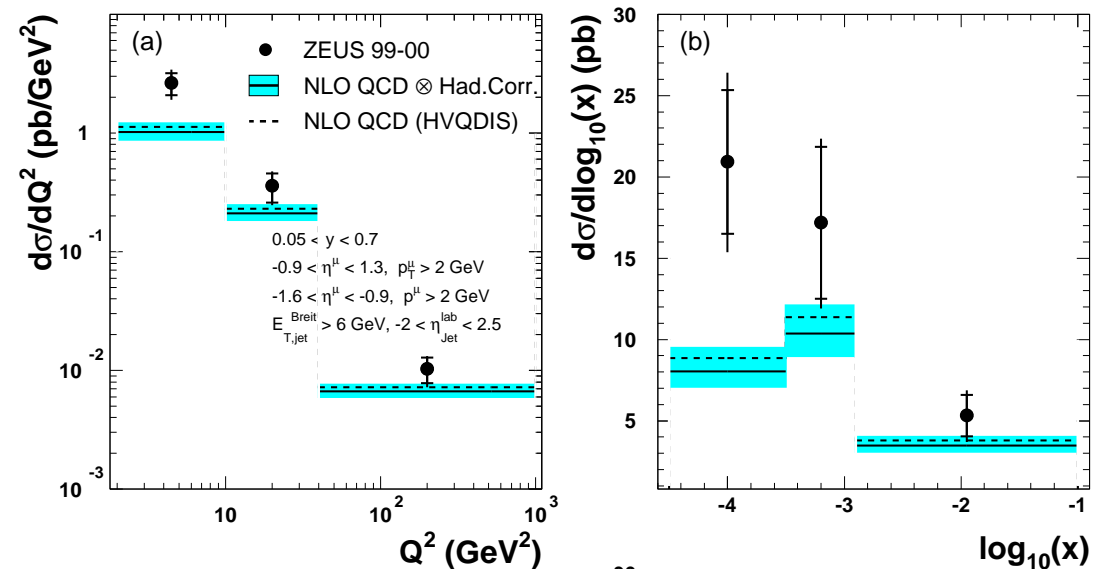 (a)
ZEUS 99-00
NLO QCD ⊗ Had.Corr.
NLO QCD (HVQDIS)
0.05 < y < 0.7
-0.9 < η^μ < 1.3, p_T^μ > 2 GeV
-1.6 < η^μ < -0.9, p^μ > 2 GeV
E_{T,jet}^{Breit} > 6 GeV, -2 < η_{Jet}^{lab} < 2.5
dσ/dQ² (pb/GeV²)
1
10⁻¹
10⁻²
10⁻³
10
10²
10³
Q² (GeV²)
(b)
dσ/dlog₁₀(x) (pb)
30
25
20
15
10
5
-4
-3
-2
-1
log₁₀(x)